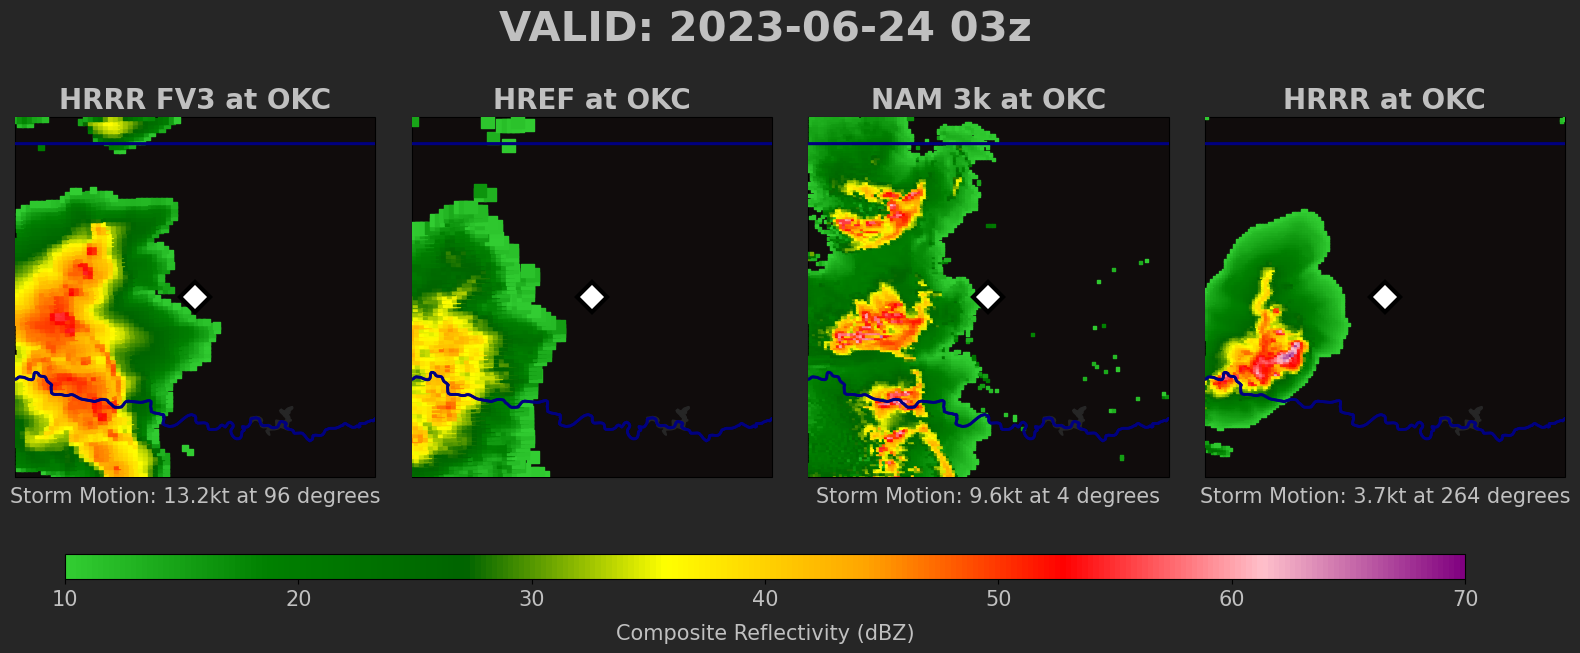 VALID: 2023-06-24 03z
HRRR FV3 at OKC
HREF at OKC
NAM 3k at OKC
HRRR at OKC
Storm Motion: 13.2kt at 96 degrees
Storm Motion: 9.6kt at 4 degrees
Storm Motion: 3.7kt at 264 degrees
10 20 30 40 50 60 70
Composite Reflectivity (dBZ)